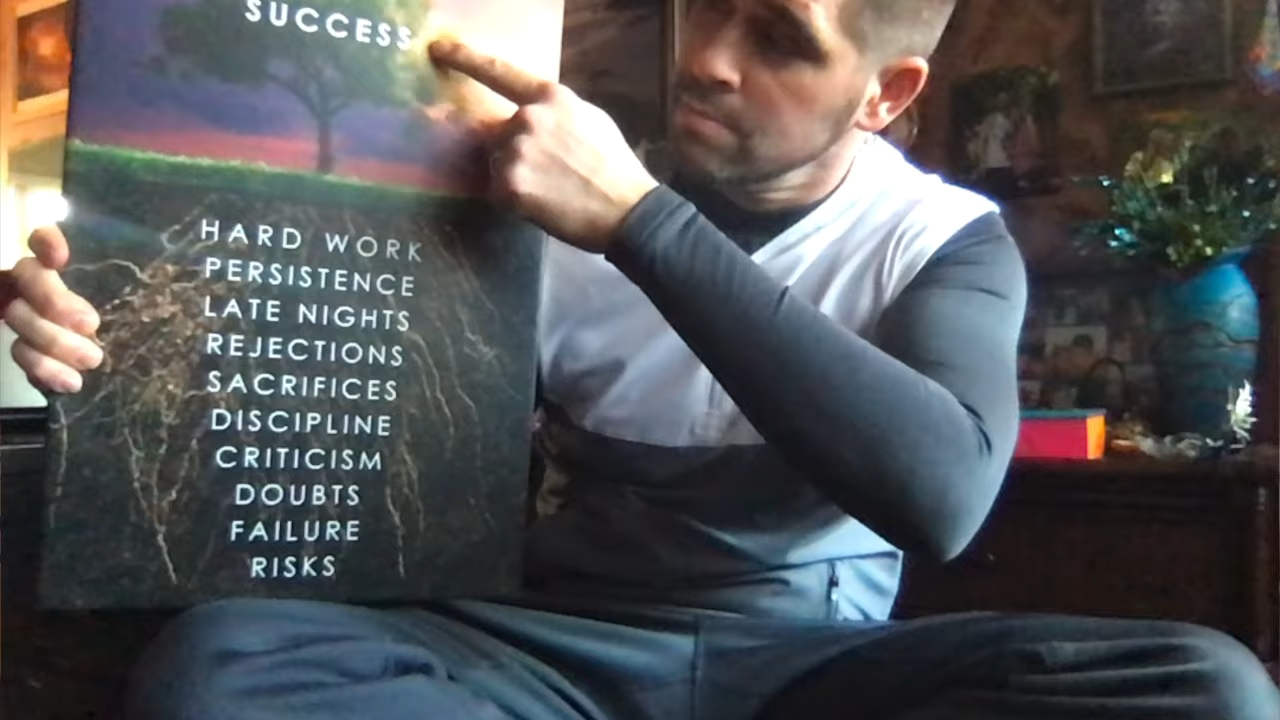 SUCCESS
HARD WORK
PERSISTENCE
LATE NIGHTS
REJECTIONS
SACRIFICES
DISCIPLINE
CRITICISM
DOUBTS
FAILURE
RISKS